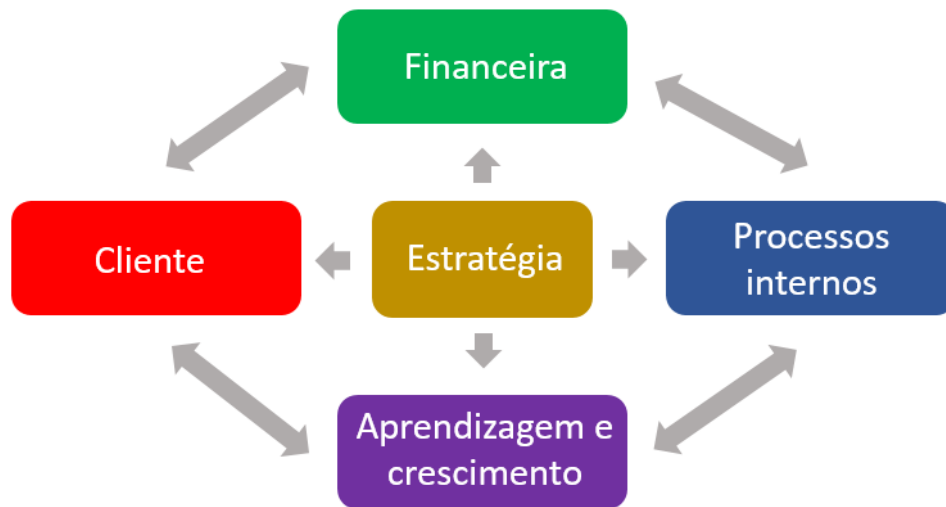 Financeira
Cliente
Estratégia
Processos
internos
Aprendizagem e
crescimento